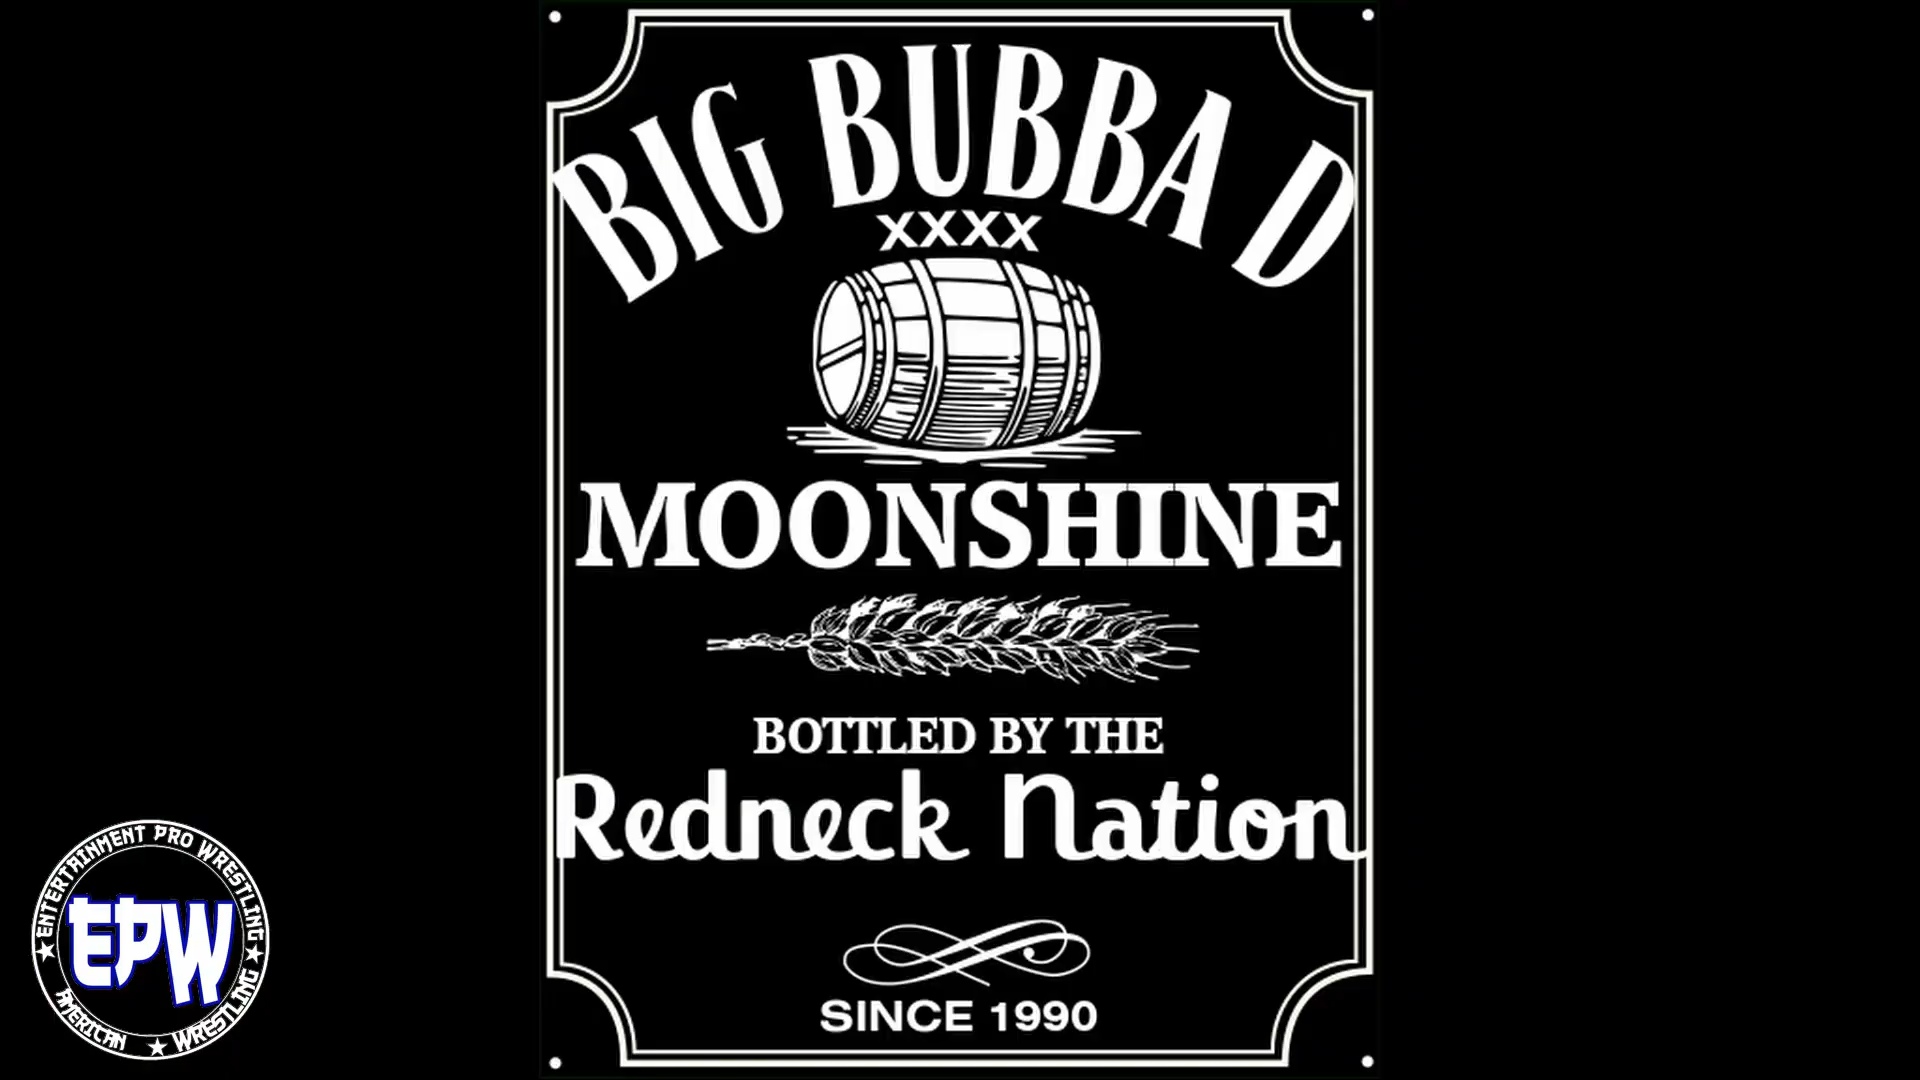 BIG BUBBA D
XXXX
MOONSHINE
BOTTLED BY THE
Redneck Nation
SINCE 1990
ENTERTAINMENT PRO WRESTLING
EPW
AMERICAN WRESTLING